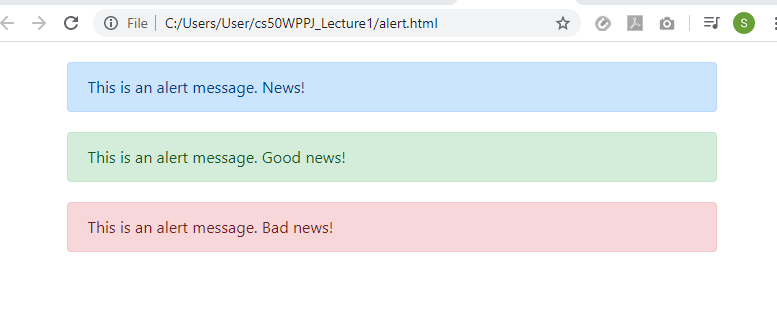 File | C:/Users/User/cs50WPPJ_Lecture1/alert.html
S
This is an alert message. News!
This is an alert message. Good news!
This is an alert message. Bad news!